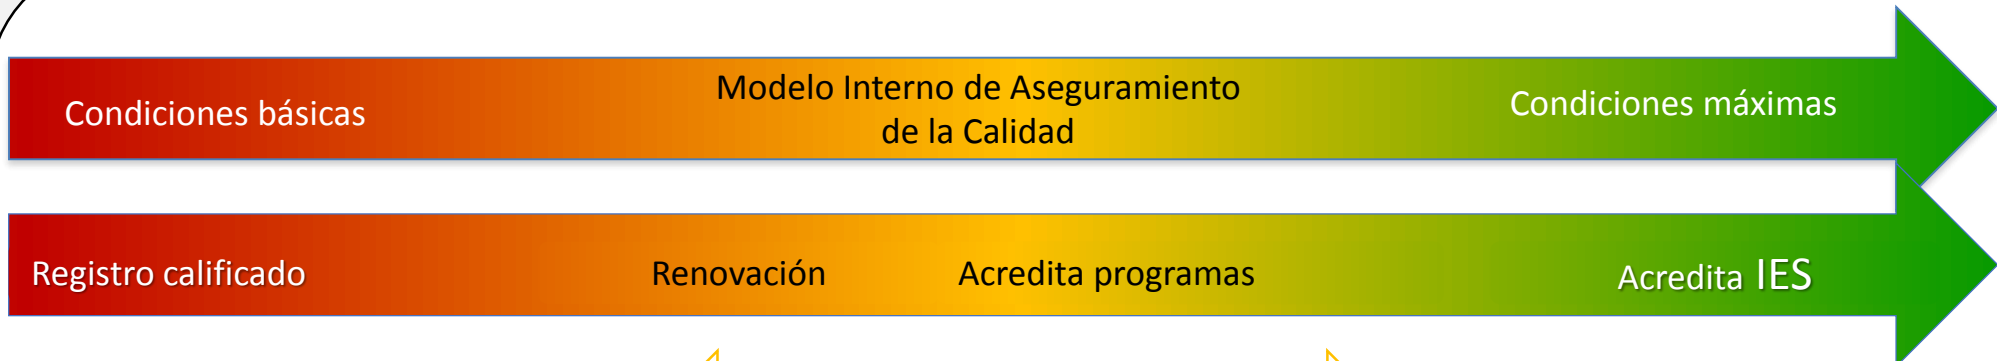 Condiciones básicas
Modelo Interno de Aseguramiento
de la Calidad
Condiciones máximas
Registro calificado
Renovación
Acredita programas
Acredita IES